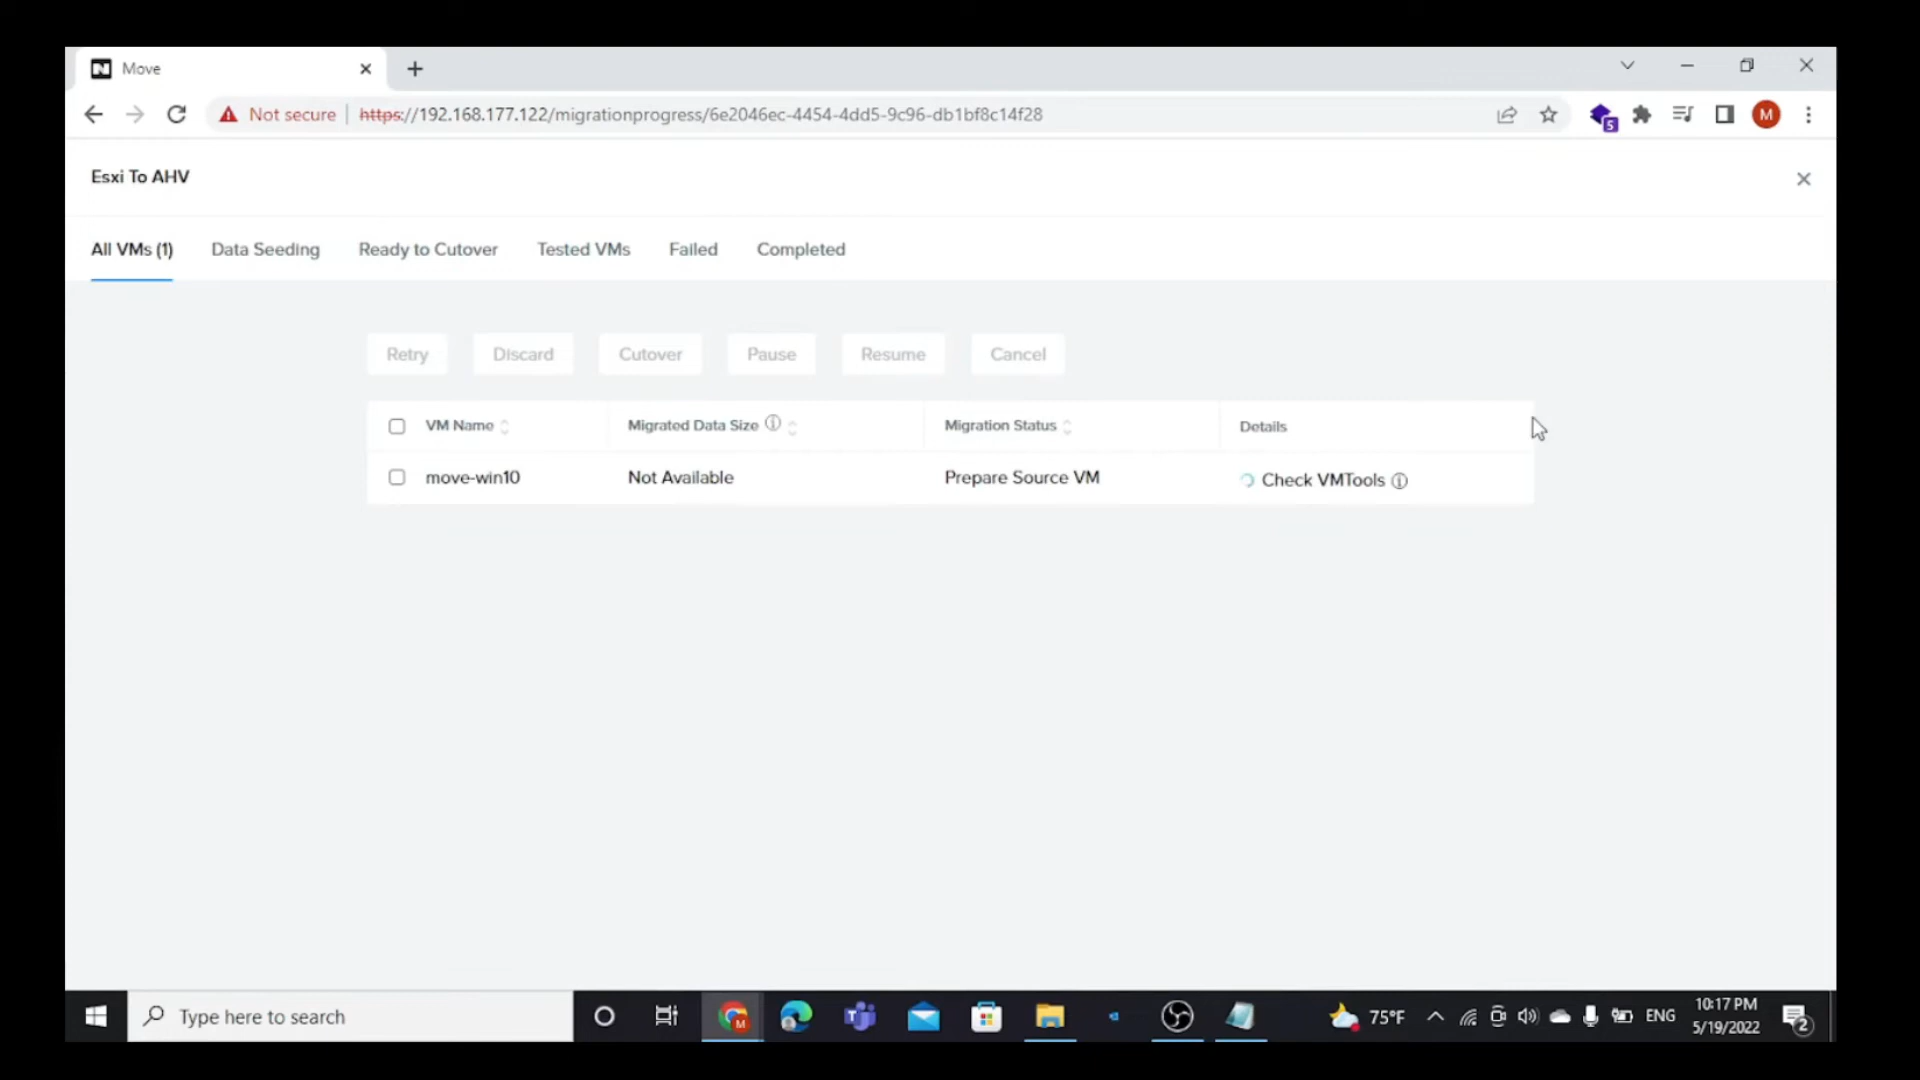 Move
Not secure | https://192.168.177.122/migrationprogress/6e2046ec-4454-4dd5-9c96-db1bf8c14f28
5
M
Esxi To AHV
All VMs (1) Data Seeding Ready to Cutover Tested VMs Failed Completed
Retry Discard Cutover Pause Resume Cancel
VM Name Migrated Data Size Migration Status Details
move-win10 Not Available Prepare Source VM Check VMTools
Type here to search
M
75°F
ENG
10:17 PM
5/19/2022
2